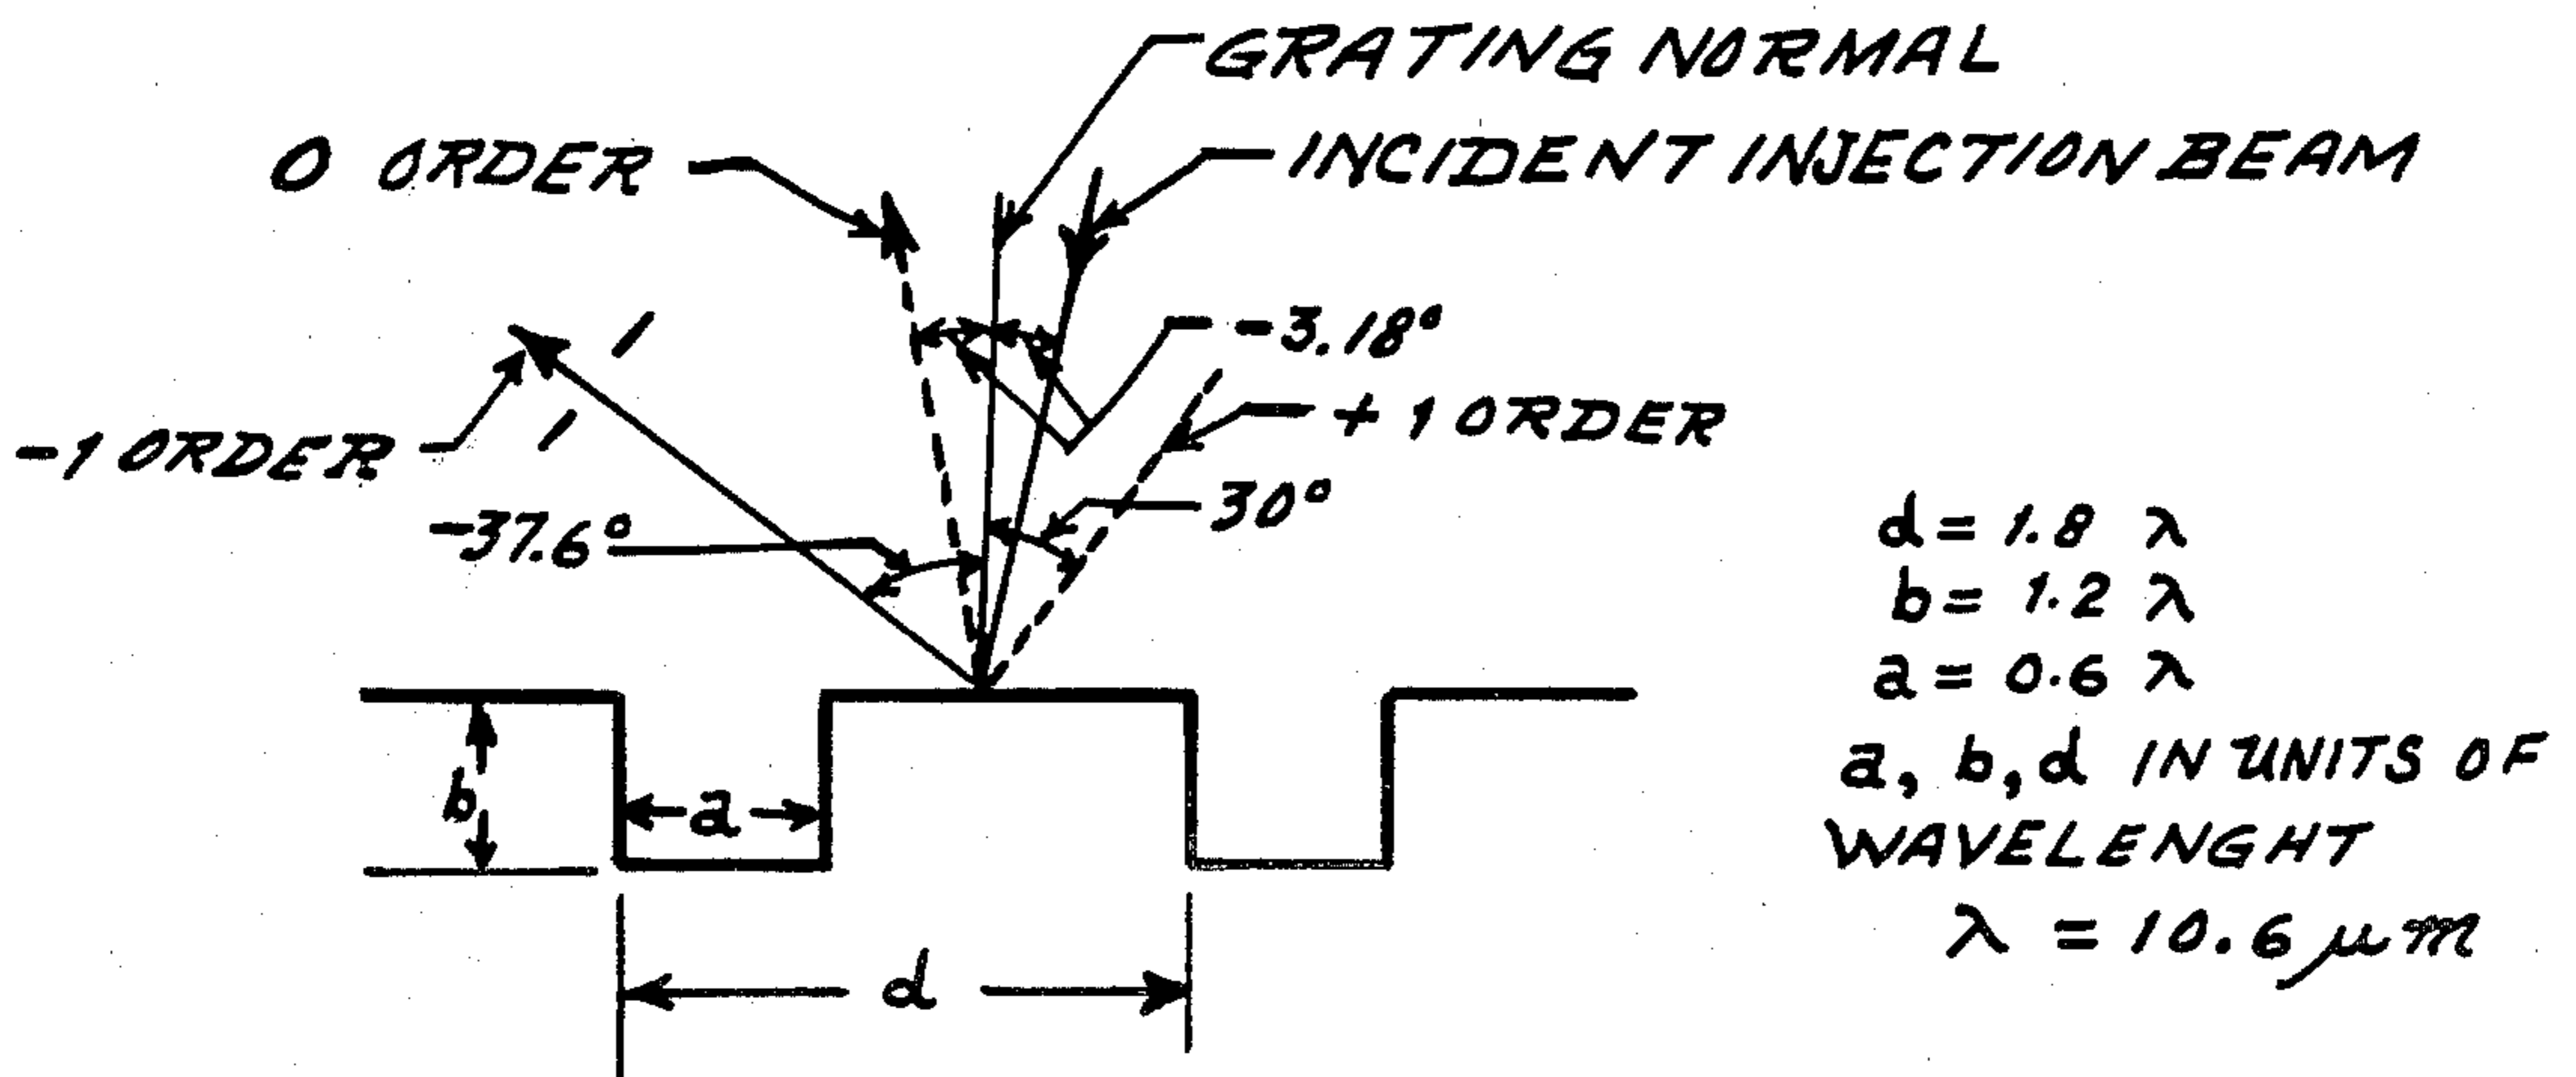 GRATING NORMAL
0 ORDER
INCIDENT INJECTION BEAM
-3.18°
-1 ORDER
+1 ORDER
-37.6°
30°
d = 1.8 λ
b = 1.2 λ
a = 0.6 λ
a, b, d IN UNITS OF
WAVELENGHT
λ = 10.6 μm
b
a
d